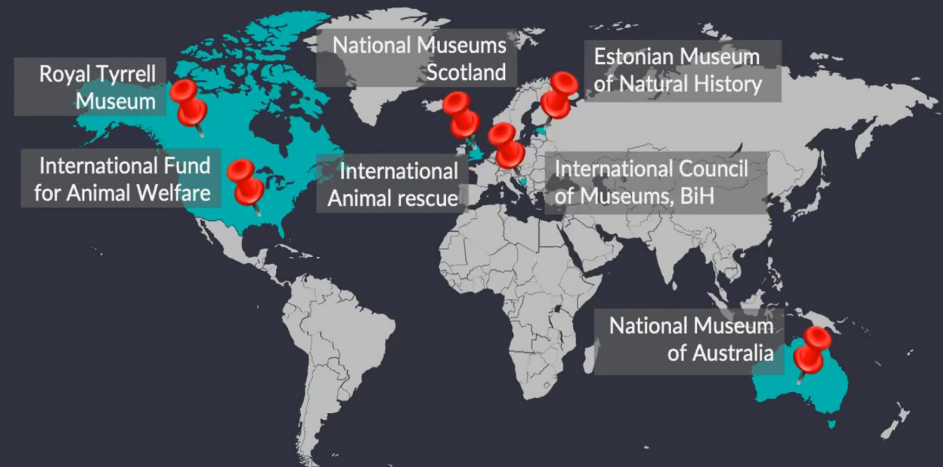 National Museums
Scotland
Estonian Museum
of Natural History
Royal Tyrrell
Museum
International Fund
for Animal Welfare
International
Animal rescue
International Council
of Museums, BiH
National Museum
of Australia